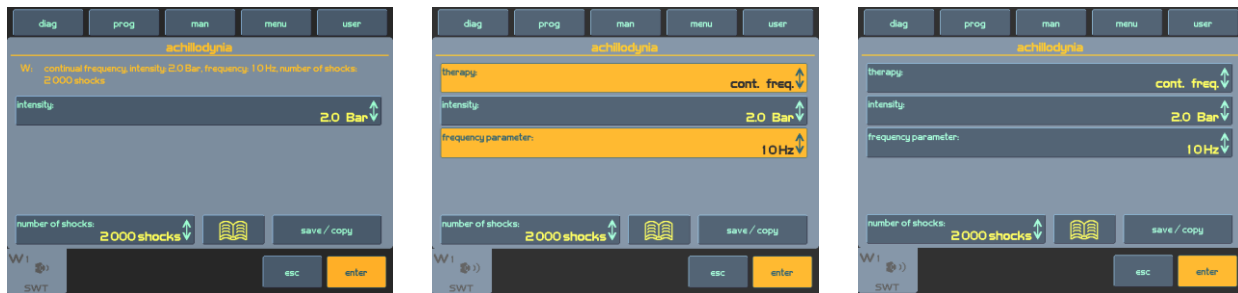 diag prog man menu user
achillodynia
W: continual frequency, intensity: 2.0 Bar, frequency: 10 Hz, number of shocks:
2 000 shocks
intensity:
2.0 Bar
number of shocks:
2 000 shocks
save / copy
W1
SWT
esc enter
diag prog man menu user
achillodynia
therapy:
cont. freq.
intensity:
2.0 Bar
frequency parameter:
10 Hz
number of shocks:
2 000 shocks
save / copy
W1
SWT
esc enter
diag prog man menu user
achillodynia
therapy:
cont. freq.
intensity:
2.0 Bar
frequency parameter:
10 Hz
number of shocks:
2 000 shocks
save / copy
W1
SWT
esc enter